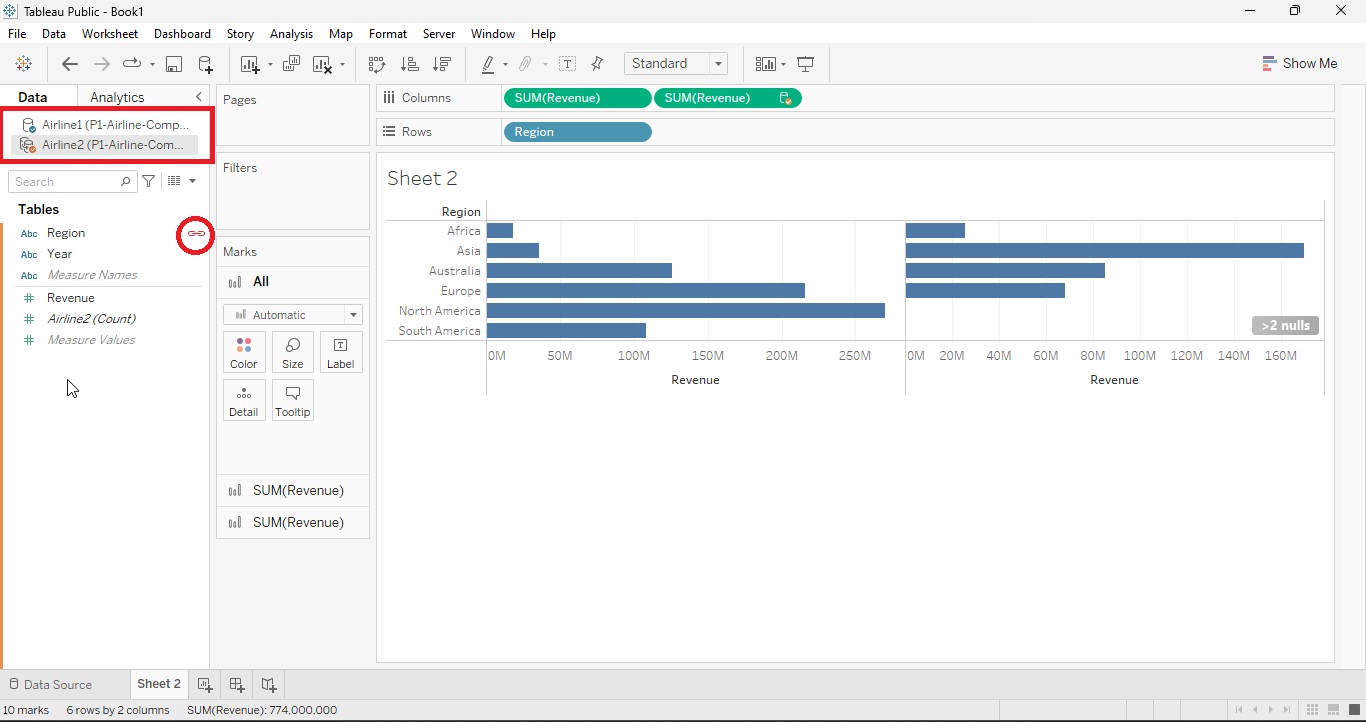 Tableau Public - Book1
File Data Worksheet Dashboard Story Analysis Map Format Server Window Help
Standard
Show Me
Data Analytics
Airline1 (P1-Airline-Comp...
Airline2 (P1-Airline-Com...
Search
Tables
Abc Region
Abc Year
Abc Measure Names
# Revenue
# Airline2 (Count)
# Measure Values
Pages
Filters
Marks
All
Automatic
Color Size Label
Detail Tooltip
SUM(Revenue)
SUM(Revenue)
Columns SUM(Revenue) SUM(Revenue)
Rows Region
Sheet 2
Region
Africa
Asia
Australia
Europe
North America
South America
>2 nulls
0M 50M 100M 150M 200M 250M 0M 20M 40M 60M 80M 100M 120M 140M 160M
Revenue Revenue
Data Source Sheet 2
10 marks 6 rows by 2 columns SUM(Revenue): 774,000,000